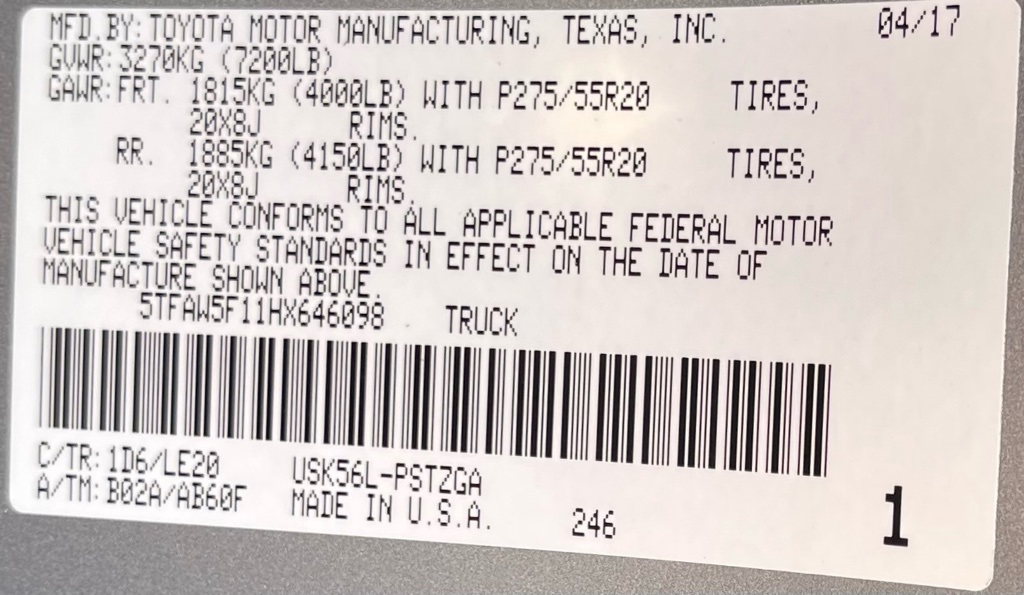 MFD.BY: TOYOTA MOTOR MANUFACTURING, TEXAS, INC. 04/17
GVWR: 3270KG (7200LB)
GAWR: FRT. 1815KG (4000LB) WITH P275/55R20 TIRES,
20X8J RIMS.
RR. 1885KG (4150LB) WITH P275/55R20 TIRES,
20X8J RIMS.
THIS VEHICLE CONFORMS TO ALL APPLICABLE FEDERAL MOTOR
VEHICLE SAFETY STANDARDS IN EFFECT ON THE DATE OF
MANUFACTURE SHOWN ABOVE.
5TFAW5F11HX646098 TRUCK
C/TR: 1D6/LE20 USK56L-PSTZGA
A/TM: B02A/AB60F MADE IN U.S.A. 246 1